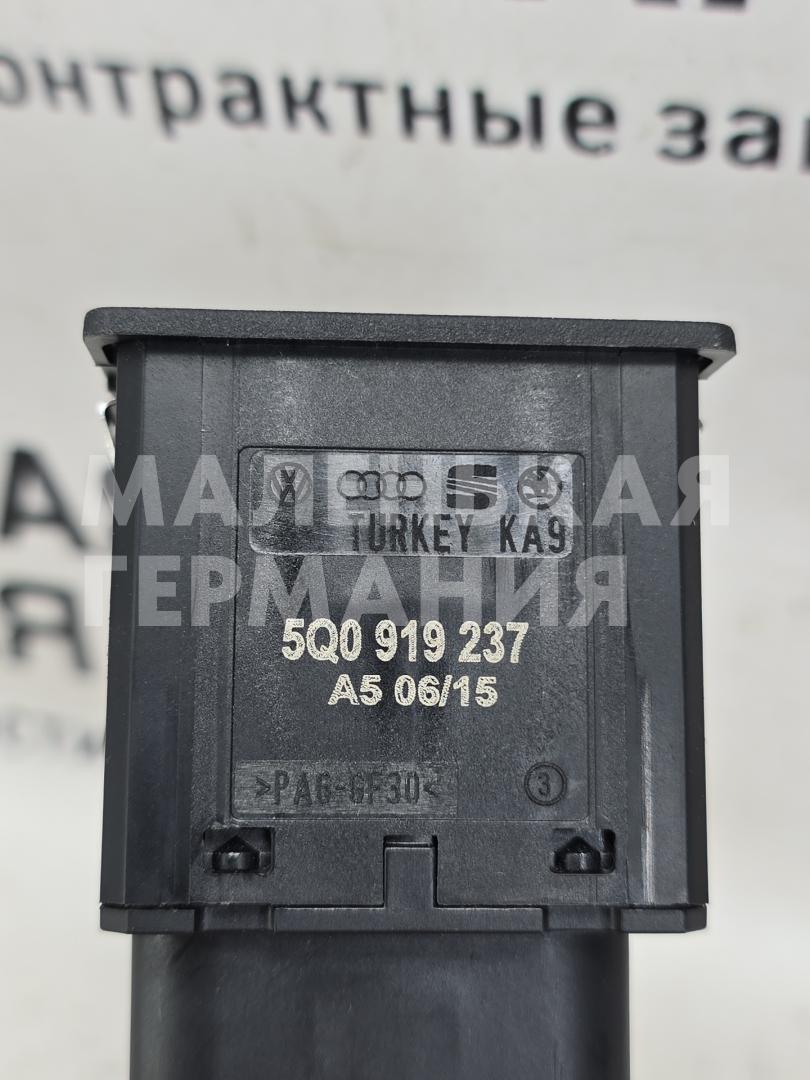 онтрактные за
МАЛЕНЬКАЯ
ГЕРМАНИЯ
TURKEY KA9
5Q0 919 237
A5 06/15
>PA6-GF30<
3